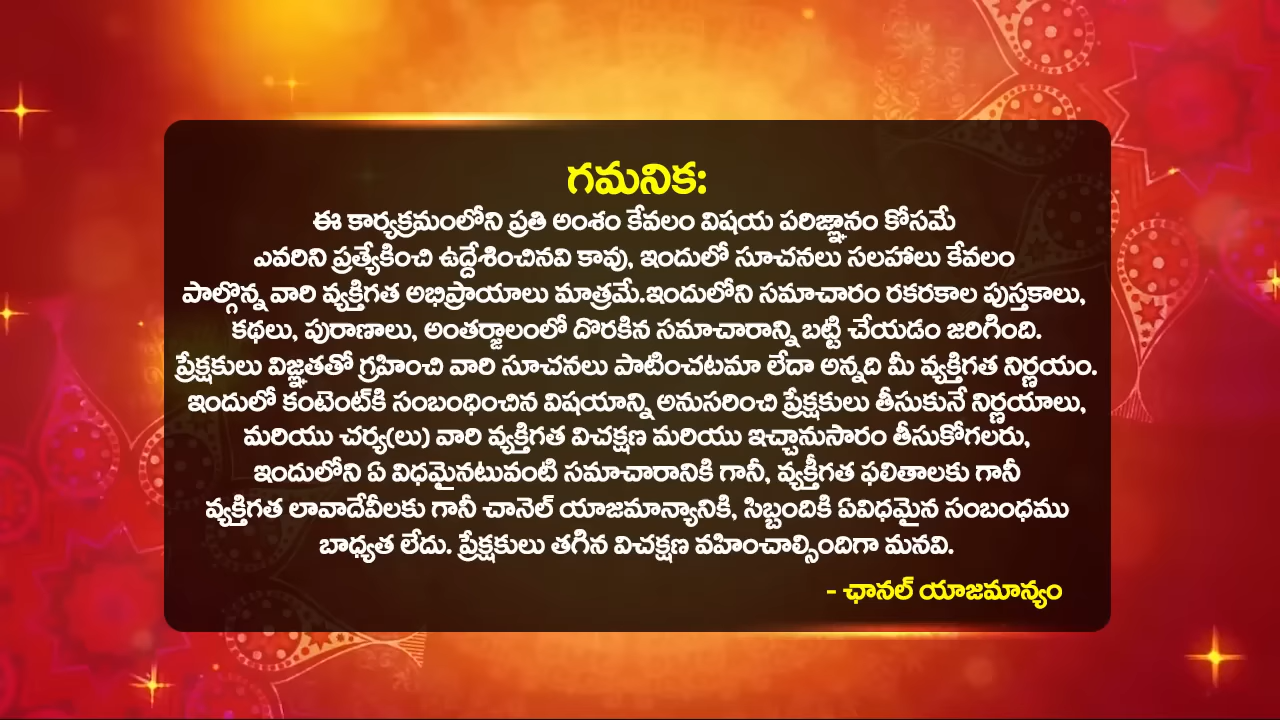 గమనిక:
ఈ కార్యక్రమంలోని ప్రతి అంశం కేవలం విషయ పరిజ్ఞానం కోసమే
ఎవరిని ప్రత్యేకించి ఉద్దేశించినవి కావు, ఇందులో సూచనలు సలహాలు కేవలం
పాల్గొన్న వారి వ్యక్తిగత అభిప్రాయాలు మాత్రమే.ఇందులోని సమాచారం రకరకాల పుస్తకాలు,
కథలు, పురాణాలు, అంతర్జాలంలో దొరకిన సమాచారాన్ని బట్టి చేయడం జరిగింది.
ప్రేక్షకులు విజ్ఞతతో గ్రహించి వారి సూచనలు పాటించటమా లేదా అన్నది మీ వ్యక్తిగత నిర్ణయం.
ఇందులో కంటెంట్‌కి సంబంధించిన విషయాన్ని అనుసరించి ప్రేక్షకులు తీసుకునే నిర్ణయాలు,
మరియు చర్య(లు) వారి వ్యక్తిగత విచక్షణ మరియు ఇచ్ఛానుసారం తీసుకోగలరు,
ఇందులోని ఏ విధమైనటువంటి సమాచారానికి గానీ, వ్యక్తీగత ఫలితాలకు గానీ
వ్యక్తిగత లావాదేవీలకు గానీ చానెల్ యాజమాన్యానికి, సిబ్బందికి ఏవిధమైన సంబంధము
బాధ్యత లేదు. ప్రేక్షకులు తగిన విచక్షణ వహించాల్సిందిగా మనవి.
- ఛానల్ యాజమాన్యం